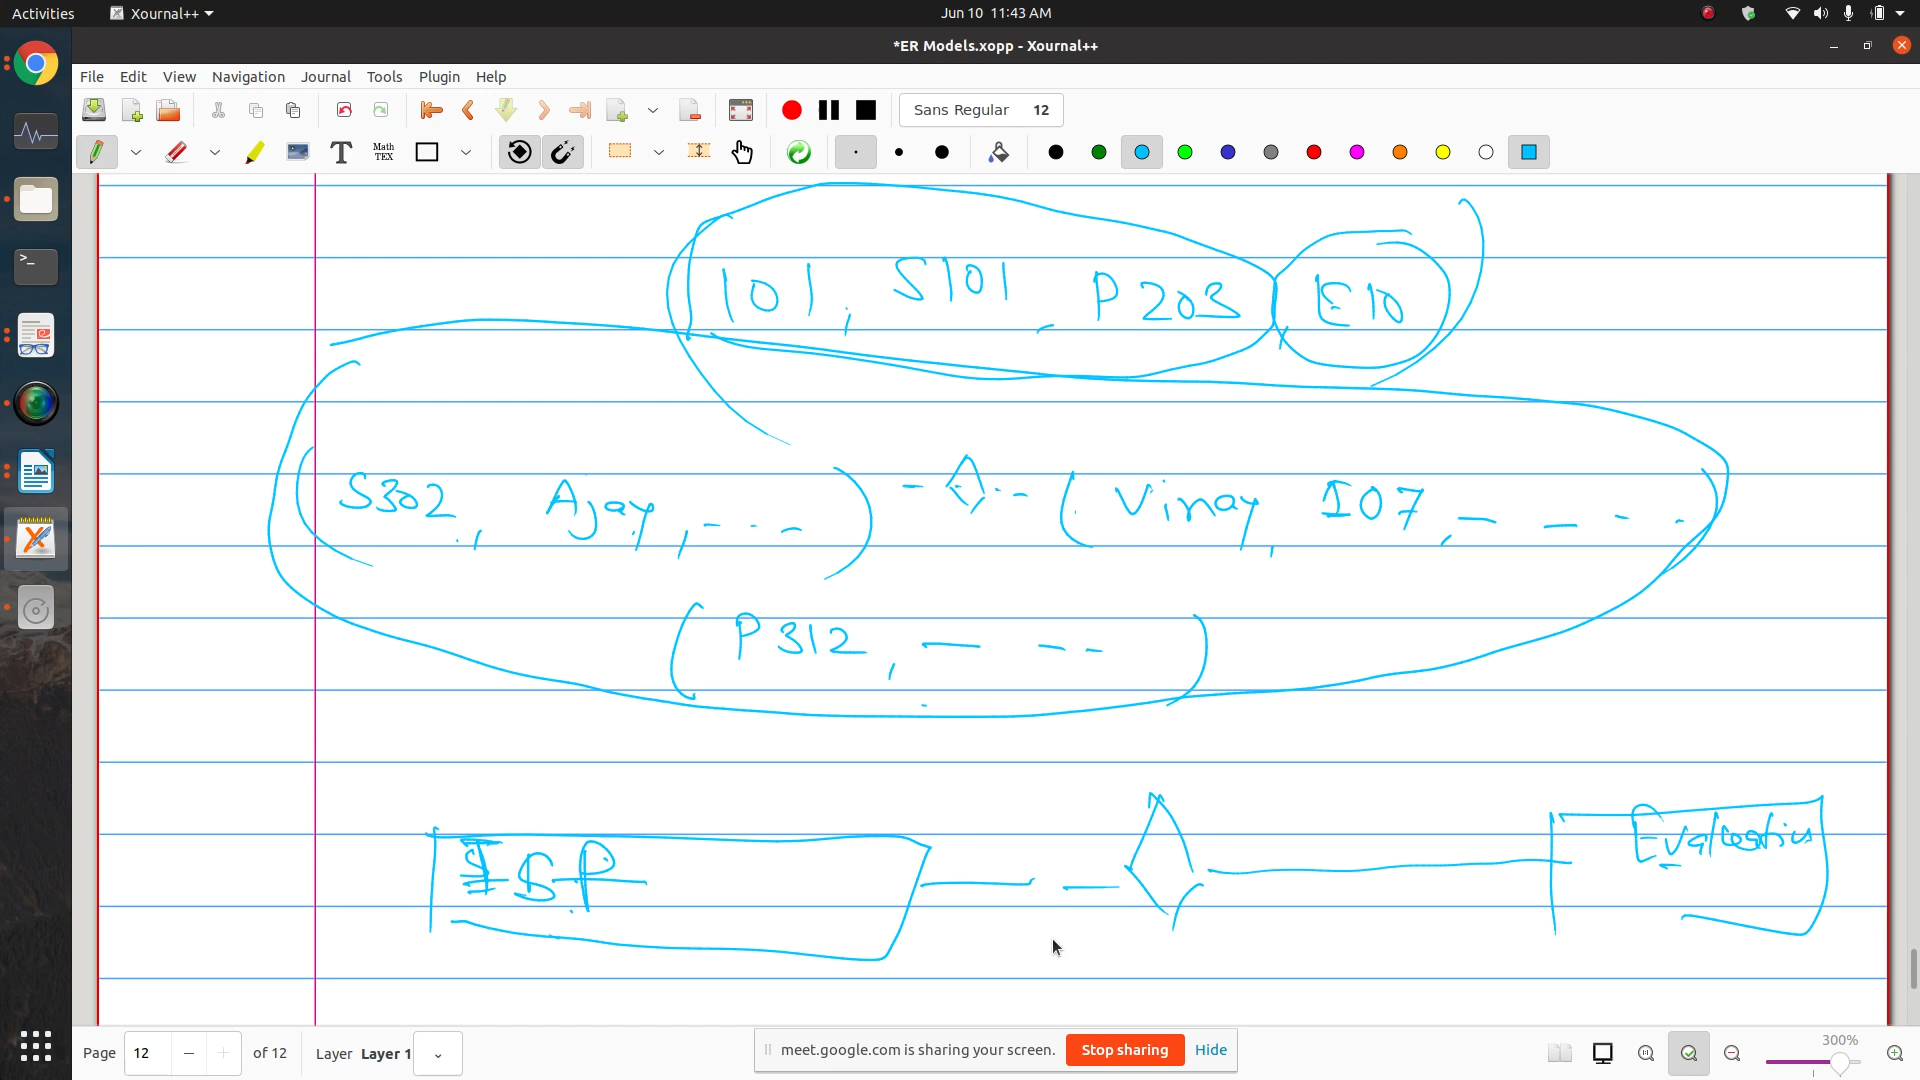 Activities Xournal++ Jun 10 11:43 AM
*ER Models.xopp - Xournal++
File Edit View Navigation Journal Tools Plugin Help
Sans Regular 12
T Math TEX
101, S101, P203, E10
(S302, Ajay, - - -) - - - (Vinay, I07, - - - -)
(P312, - - -)
I S P Evaluation
Page 12 of 12 Layer Layer 1 meet.google.com is sharing your screen. Stop sharing Hide 300%